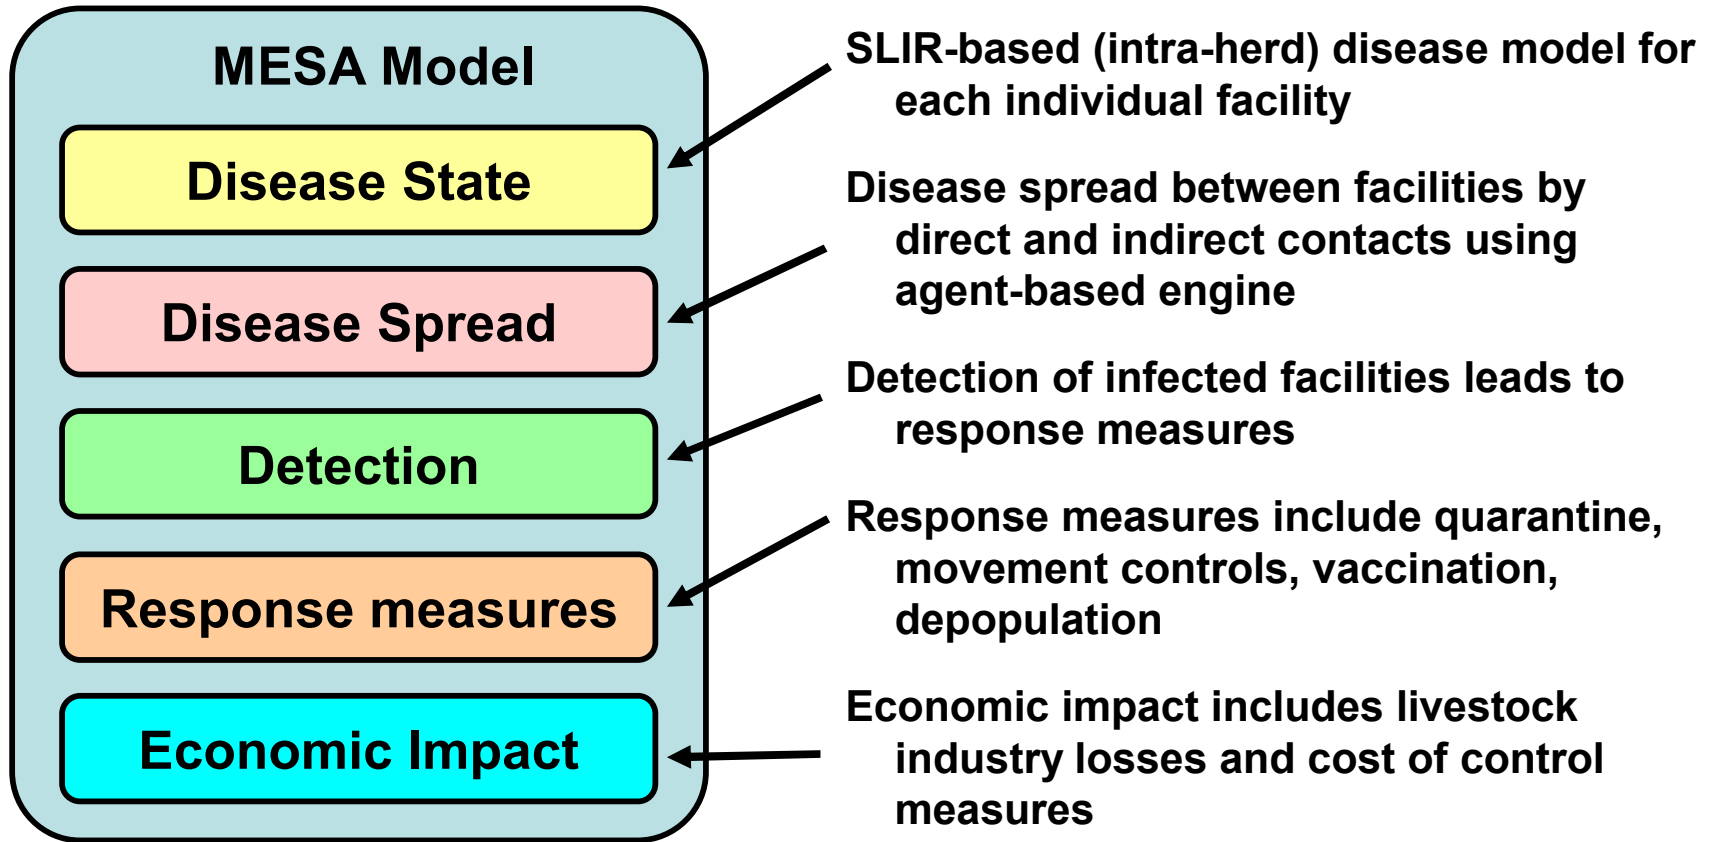 MESA Model
Disease State
Disease Spread
Detection
Response measures
Economic Impact
SLIR-based (intra-herd) disease model for
each individual facility
Disease spread between facilities by
direct and indirect contacts using
agent-based engine
Detection of infected facilities leads to
response measures
Response measures include quarantine,
movement controls, vaccination,
depopulation
Economic impact includes livestock
industry losses and cost of control
measures